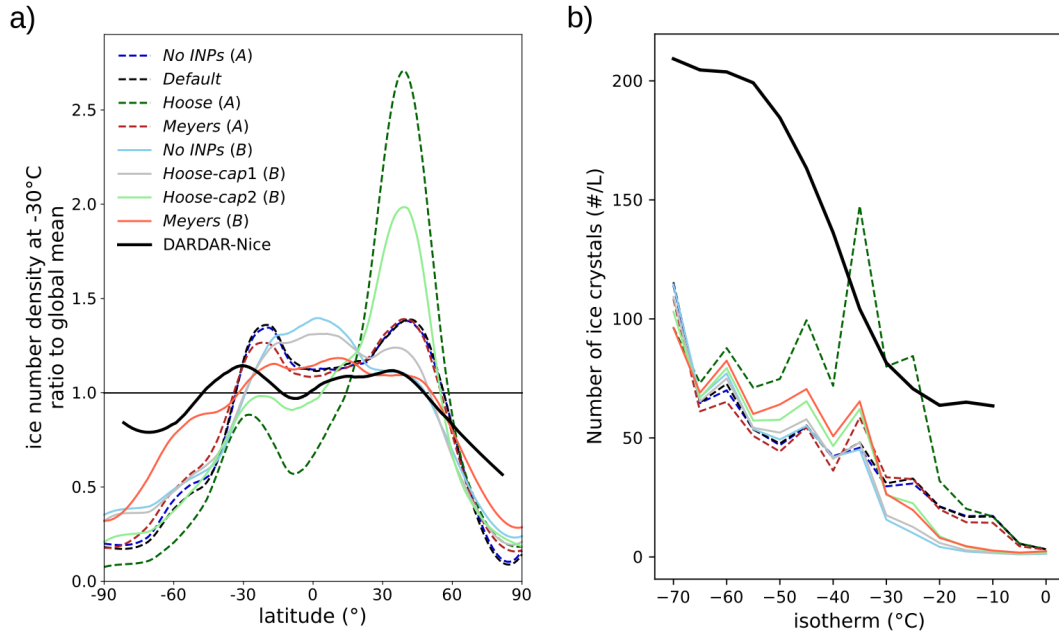 a)
ice number density at -30°C
ratio to global mean
2.5
2.0
1.5
1.0
0.5
0.0
No INPs (A)
Default
Hoose (A)
Meyers (A)
No INPs (B)
Hoose-cap1 (B)
Hoose-cap2 (B)
Meyers (B)
DARDAR-Nice
-90 -60 -30 0 30 60 90
latitude (°)
b)
Number of ice crystals (#/L)
200
150
100
50
0
−70 −60 −50 −40 −30 −20 −10 0
isotherm (°C)